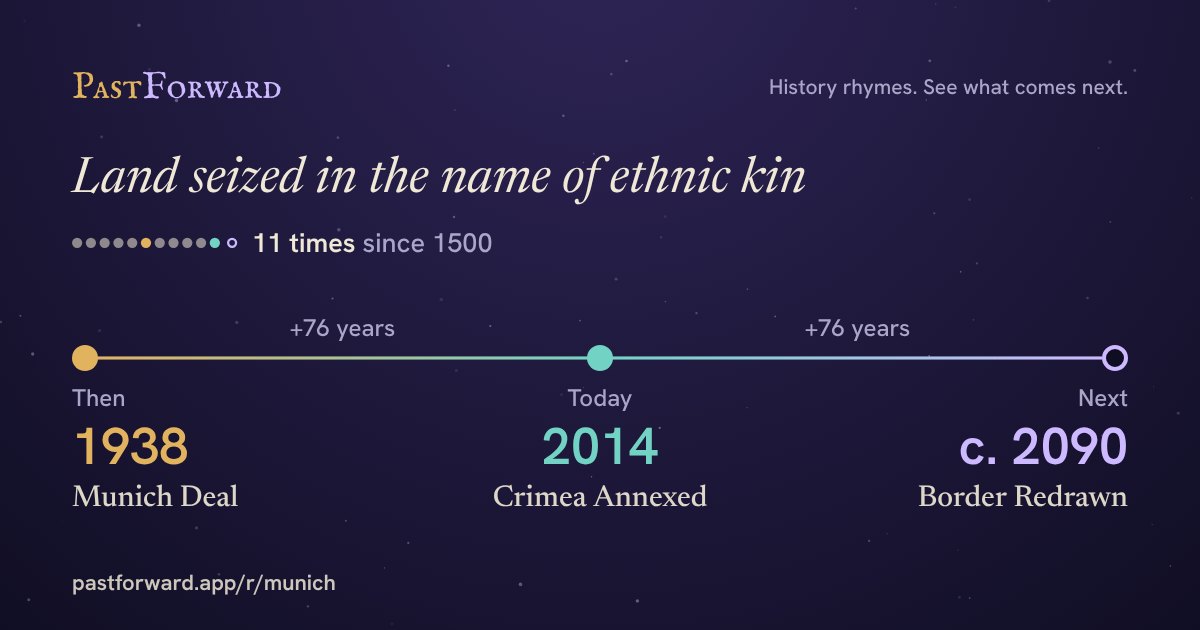 PastForward
History rhymes. See what comes next.
Land seized in the name of ethnic kin
11 times since 1500
+76 years
+76 years
Then
Today
Next
1938
2014
c. 2090
Munich Deal
Crimea Annexed
Border Redrawn
pastforward.app/r/munich